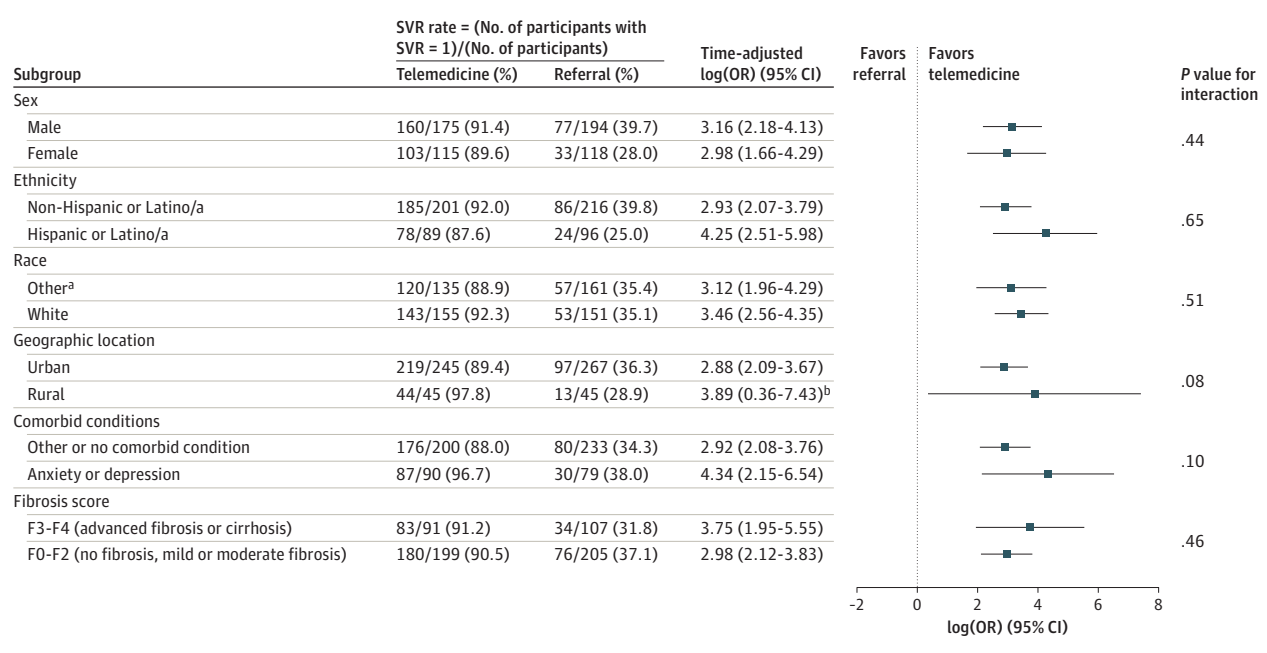 SVR rate = (No. of participants with
SVR = 1)/(No. of participants)
Time-adjusted
log(OR) (95% CI)
Favors
referral
Favors
telemedicine
P value for
interaction
Subgroup Telemedicine (%) Referral (%)
Sex
Male 160/175 (91.4) 77/194 (39.7) 3.16 (2.18-4.13)
.44
Female 103/115 (89.6) 33/118 (28.0) 2.98 (1.66-4.29)
Ethnicity
Non-Hispanic or Latino/a 185/201 (92.0) 86/216 (39.8) 2.93 (2.07-3.79)
.65
Hispanic or Latino/a 78/89 (87.6) 24/96 (25.0) 4.25 (2.51-5.98)
Race
Otherᵃ 120/135 (88.9) 57/161 (35.4) 3.12 (1.96-4.29)
.51
White 143/155 (92.3) 53/151 (35.1) 3.46 (2.56-4.35)
Geographic location
Urban 219/245 (89.4) 97/267 (36.3) 2.88 (2.09-3.67)
.08
Rural 44/45 (97.8) 13/45 (28.9) 3.89 (0.36-7.43)ᵇ
Comorbid conditions
Other or no comorbid condition 176/200 (88.0) 80/233 (34.3) 2.92 (2.08-3.76)
.10
Anxiety or depression 87/90 (96.7) 30/79 (38.0) 4.34 (2.15-6.54)
Fibrosis score
F3-F4 (advanced fibrosis or cirrhosis) 83/91 (91.2) 34/107 (31.8) 3.75 (1.95-5.55)
.46
F0-F2 (no fibrosis, mild or moderate fibrosis) 180/199 (90.5) 76/205 (37.1) 2.98 (2.12-3.83)
-2 0 2 4 6 8
log(OR) (95% CI)